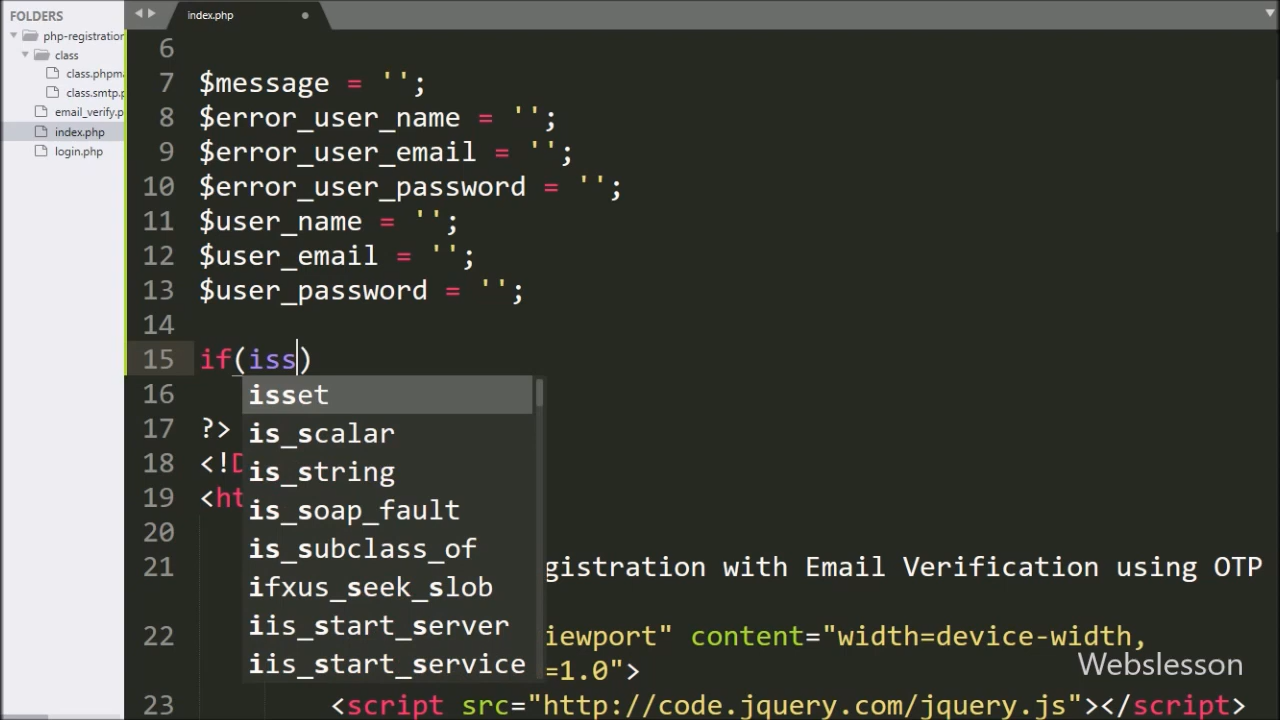 FOLDERS
php-registration
class
class.phpma
class.smtp.p
email_verify.p
index.php
login.php
index.php
6
7 $message = '';
8 $error_user_name = '';
9 $error_user_email = '';
10 $error_user_password = '';
11 $user_name = '';
12 $user_email = '';
13 $user_password = '';
14
15 if(iss)
16
isset
is_scalar
is_string
is_soap_fault
is_subclass_of
ifxus_seek_slob
iis_start_server
iis_start_service
17 ?>
18 <!D
19 <ht
20
21 gistration with Email Verification using OTP
22 iewport" content="width=device-width,
=1.0">
23 <script src="http://code.jquery.com/jquery.js"></script>
Webslesson